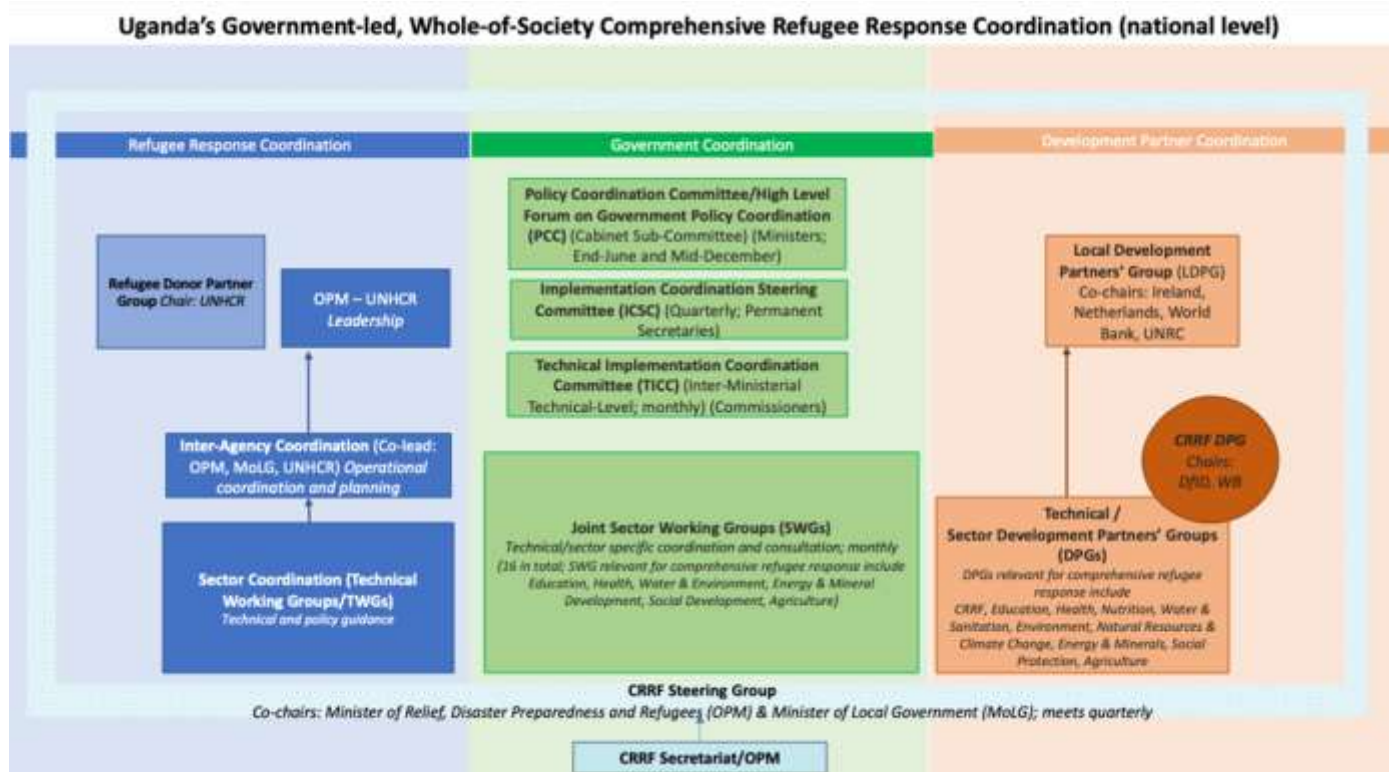 Uganda's Government-led, Whole-of-Society Comprehensive Refugee Response Coordination (national level)
Refugee Response Coordination
Government Coordination
Development Partner Coordination
Refugee Donor Partner
Group Chair: UNHCR
OPM – UNHCR
Leadership
Inter-Agency Coordination (Co-lead:
OPM, MoLG, UNHCR) Operational
coordination and planning
Sector Coordination (Technical
Working Groups/TWGs)
Technical and policy guidance
Policy Coordination Committee/High Level
Forum on Government Policy Coordination
(PCC) (Cabinet Sub-Committee) (Ministers;
End-June and Mid-December)
Implementation Coordination Steering
Committee (ICSC) (Quarterly; Permanent
Secretaries)
Technical Implementation Coordination
Committee (TICC) (Inter-Ministerial
Technical-Level; monthly) (Commissioners)
Joint Sector Working Groups (SWGs)
Technical/sector specific coordination and consultation; monthly
(16 in total; SWG relevant for comprehensive refugee response include
Education, Health, Water & Environment, Energy & Mineral
Development, Social Development, Agriculture)
Local Development
Partners' Group (LDPG)
Co-chairs: Ireland,
Netherlands, World
Bank, UNRC
CRRF DPG
Chairs:
DfID, WB
Technical /
Sector Development Partners' Groups
(DPGs)
DPGs relevant for comprehensive refugee
response include
CRRF, Education, Health, Nutrition, Water &
Sanitation, Environment, Natural Resources &
Climate Change, Energy & Minerals, Social
Protection, Agriculture
CRRF Steering Group
Co-chairs: Minister of Relief, Disaster Preparedness and Refugees (OPM) & Minister of Local Government (MoLG); meets quarterly
CRRF Secretariat/OPM